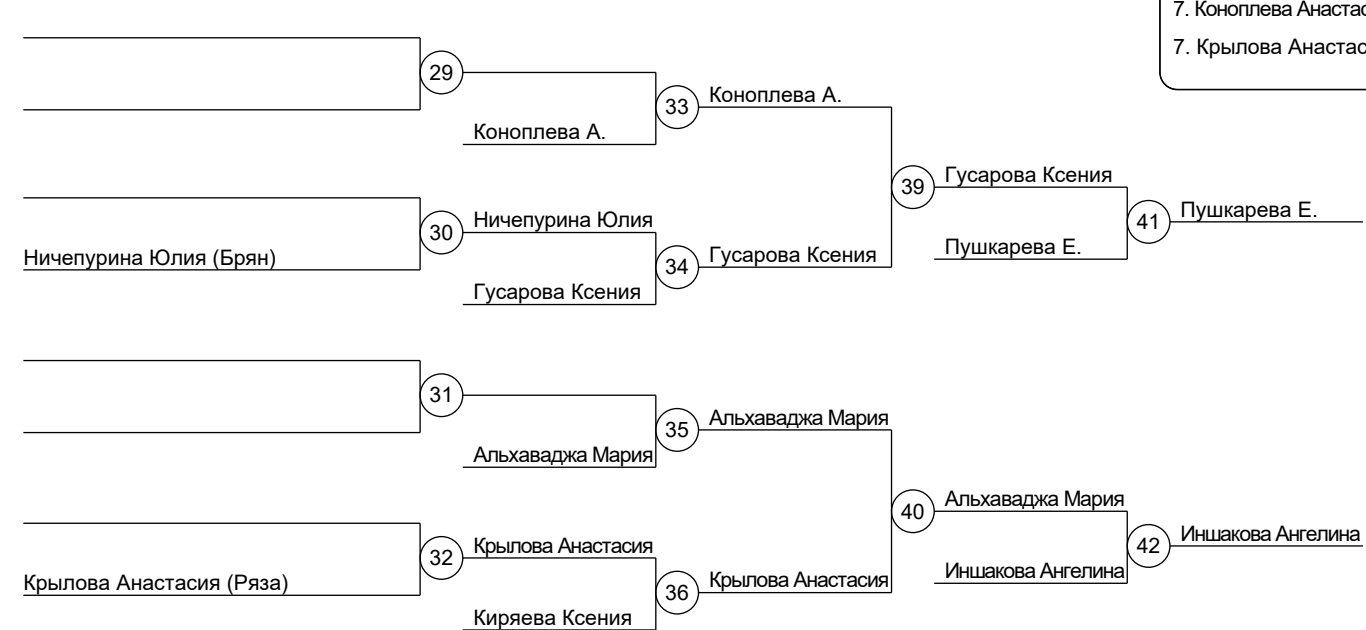 7. Коноплева Анастас
7. Крылова Анастас
29
Коноплева А.
33
Коноплева А.
39
Гусарова Ксения
41
Пушкарева Е.
Пушкарева Е.
30
Ничепурина Юлия
Ничепурина Юлия (Брян)
34
Гусарова Ксения
Гусарова Ксения
31
35
Альхаваджа Мария
Альхаваджа Мария
40
Альхаваджа Мария
42
Иншакова Ангелина
Иншакова Ангелина
32
Крылова Анастасия
Крылова Анастасия (Ряза)
36
Крылова Анастасия
Киряева Ксения